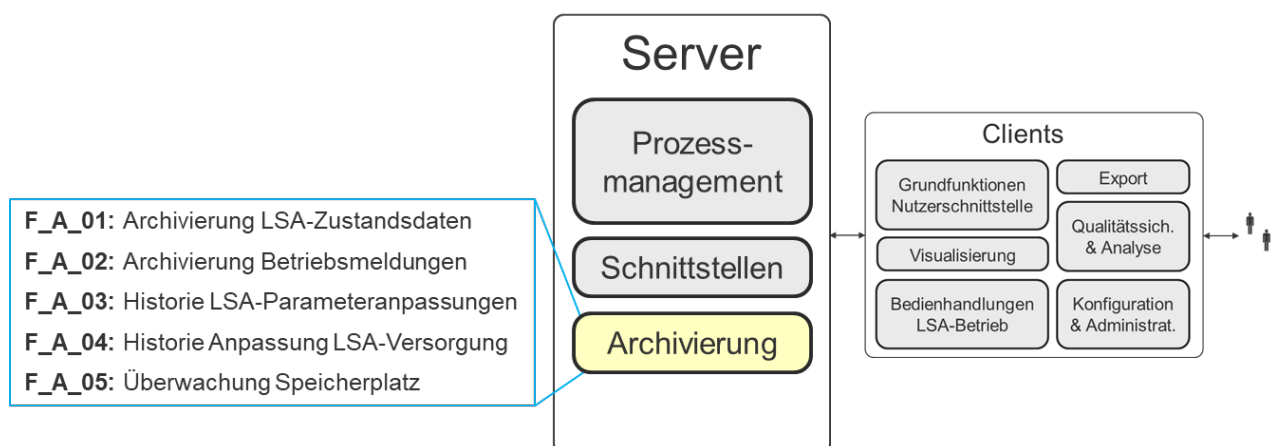 Server
Prozess-
management
Schnittstellen
Archivierung
F_A_01: Archivierung LSA-Zustandsdaten
F_A_02: Archivierung Betriebsmeldungen
F_A_03: Historie LSA-Parameteranpassungen
F_A_04: Historie Anpassung LSA-Versorgung
F_A_05: Überwachung Speicherplatz
Clients
Grundfunktionen
Nutzerschnittstelle
Visualisierung
Bedienhandlungen
LSA-Betrieb
Export
Qualitätssich.
& Analyse
Konfiguration
& Administrat.